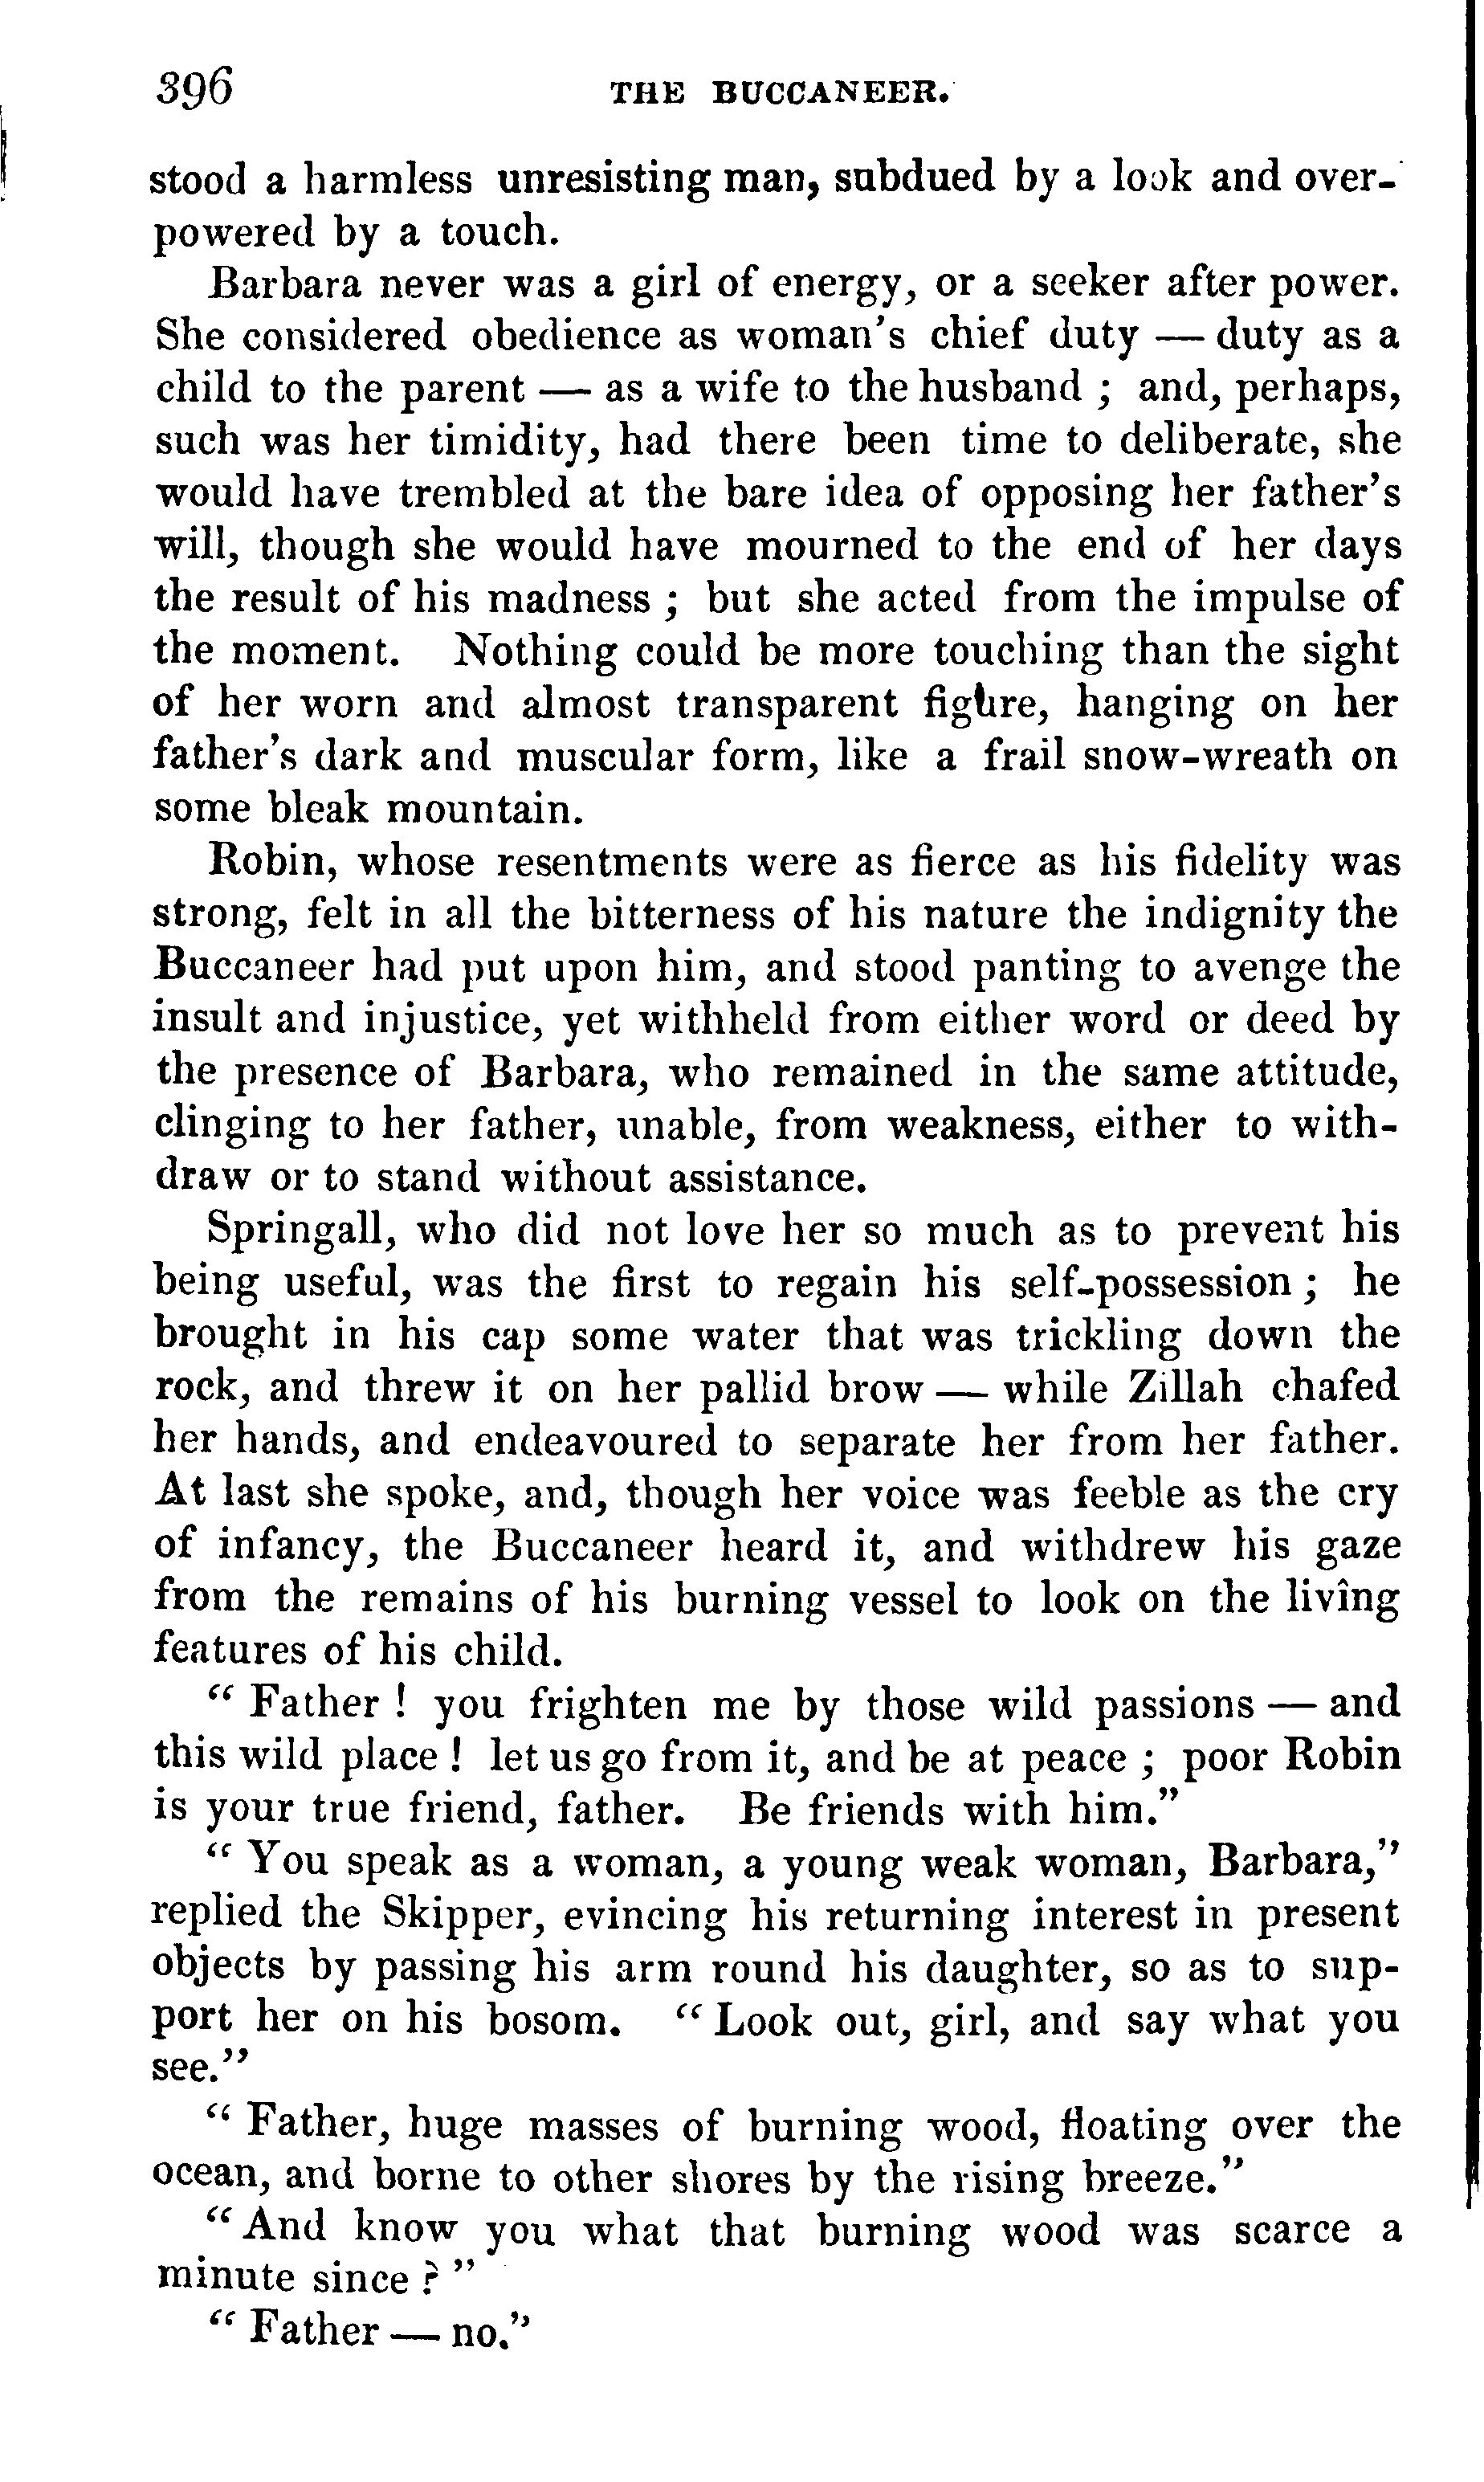 396 THE BUCCANEER.
stood a harmless unresisting man, subdued by a look and over-
powered by a touch.
Barbara never was a girl of energy, or a seeker after power.
She considered obedience as woman's chief duty — duty as a
child to the parent — as a wife to the husband ; and, perhaps,
such was her timidity, had there been time to deliberate, she
would have trembled at the bare idea of opposing her father's
will, though she would have mourned to the end of her days
the result of his madness ; but she acted from the impulse of
the moment. Nothing could be more touching than the sight
of her worn and almost transparent figure, hanging on her
father's dark and muscular form, like a frail snow-wreath on
some bleak mountain.
Robin, whose resentments were as fierce as his fidelity was
strong, felt in all the bitterness of his nature the indignity the
Buccaneer had put upon him, and stood panting to avenge the
insult and injustice, yet withheld from either word or deed by
the presence of Barbara, who remained in the same attitude,
clinging to her father, unable, from weakness, either to with-
draw or to stand without assistance.
Springall, who did not love her so much as to prevent his
being useful, was the first to regain his self-possession ; he
brought in his cap some water that was trickling down the
rock, and threw it on her pallid brow — while Zillah chafed
her hands, and endeavoured to separate her from her father.
At last she spoke, and, though her voice was feeble as the cry
of infancy, the Buccaneer heard it, and withdrew his gaze
from the remains of his burning vessel to look on the living
features of his child.
“ Father ! you frighten me by those wild passions — and
this wild place ! let us go from it, and be at peace ; poor Robin
is your true friend, father. Be friends with him.”
“ You speak as a woman, a young weak woman, Barbara,”
replied the Skipper, evincing his returning interest in present
objects by passing his arm round his daughter, so as to sup-
port her on his bosom. “ Look out, girl, and say what you
see.”
“ Father, huge masses of burning wood, floating over the
ocean, and borne to other shores by the rising breeze.”
“ And know you what that burning wood was scarce a
minute since ? ”
“ Father — no.”